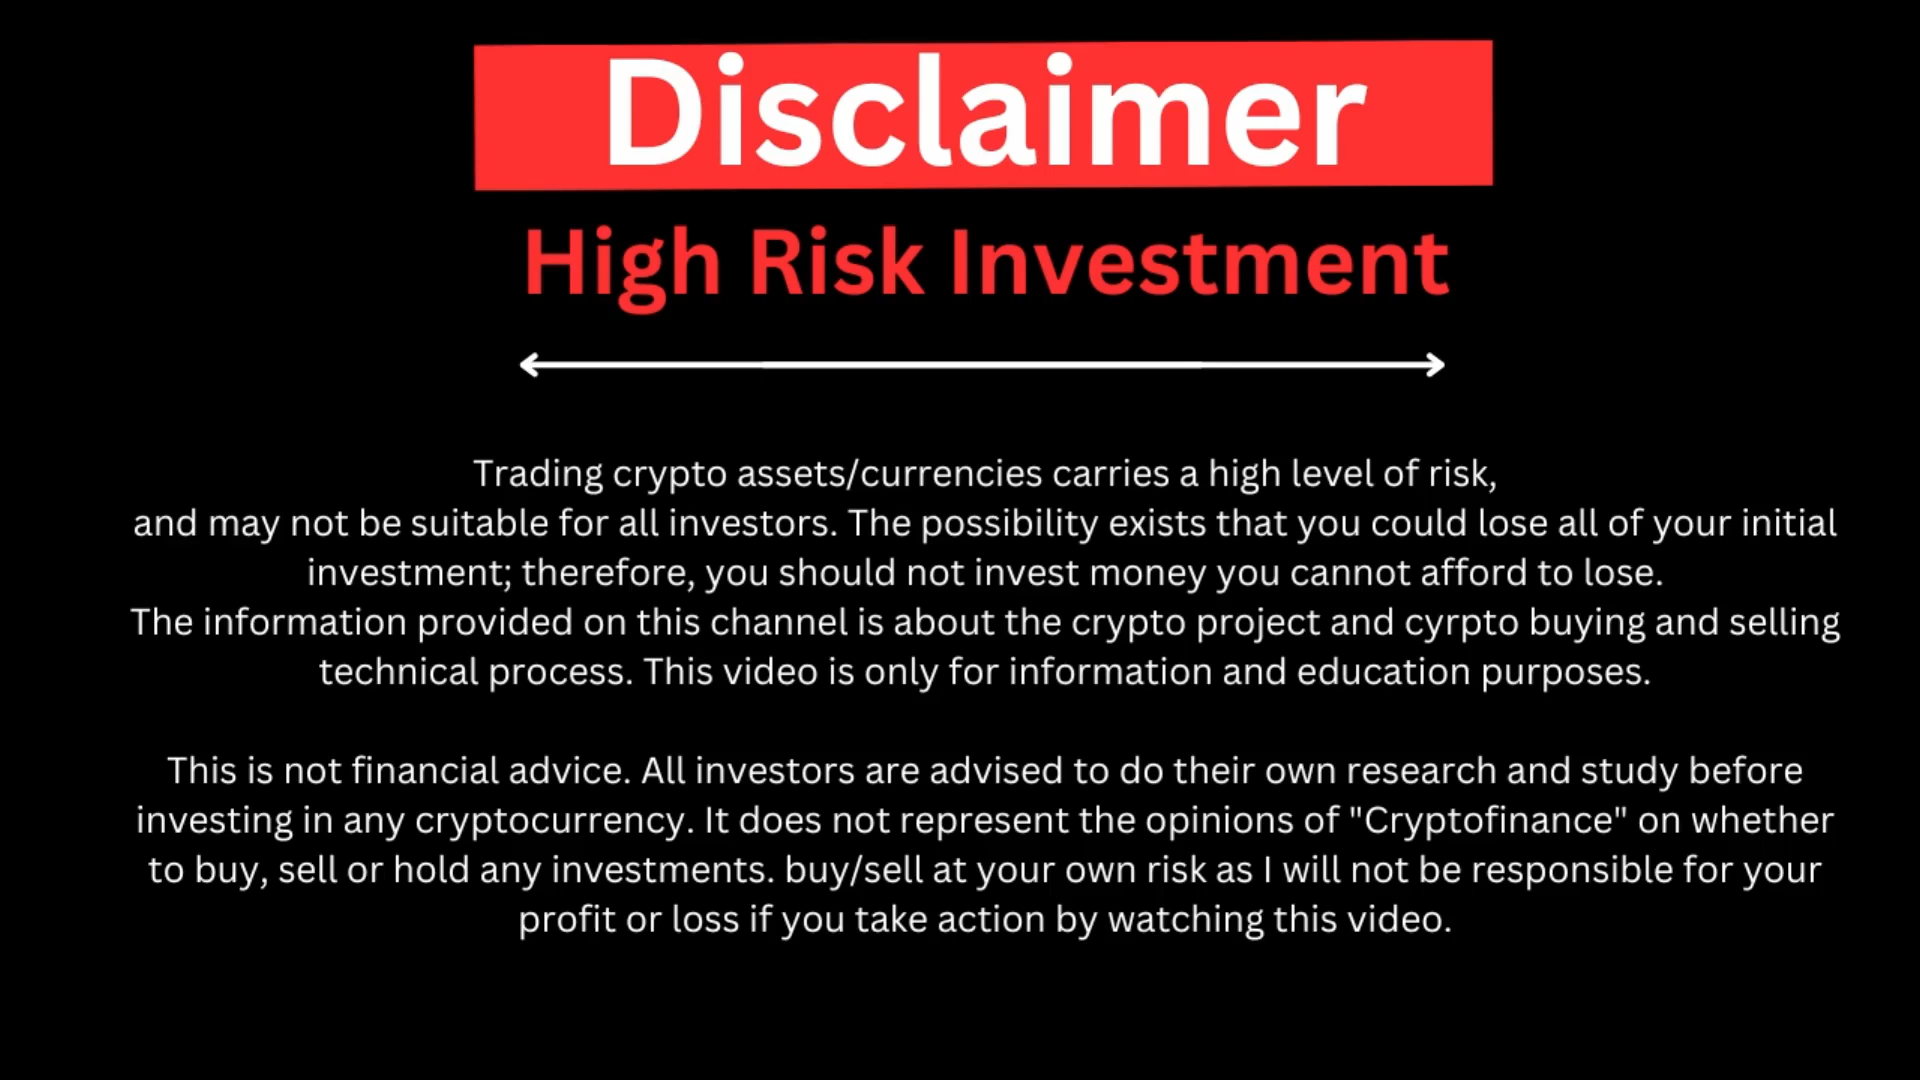 Disclaimer
High Risk Investment
Trading crypto assets/currencies carries a high level of risk,
and may not be suitable for all investors. The possibility exists that you could lose all of your initial
investment; therefore, you should not invest money you cannot afford to lose.
The information provided on this channel is about the crypto project and cyrpto buying and selling
technical process. This video is only for information and education purposes.
This is not financial advice. All investors are advised to do their own research and study before
investing in any cryptocurrency. It does not represent the opinions of "Cryptofinance" on whether
to buy, sell or hold any investments. buy/sell at your own risk as I will not be responsible for your
profit or loss if you take action by watching this video.